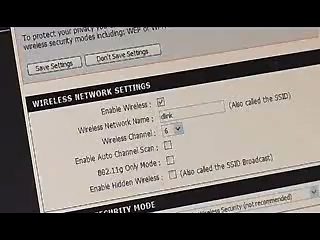 To protect your privacy you
wireless security modes including: WEP or
Save Settings Don't Save Settings
WIRELESS NETWORK SETTINGS
Enable Wireless :
Wireless Network Name : dlink (Also called the SSID)
Wireless Channel : 6
Enable Auto Channel Scan :
802.11g Only Mode :
Enable Hidden Wireless : (Also called the SSID Broadcast)
SECURITY MODE
Wireless Security (not recommended)